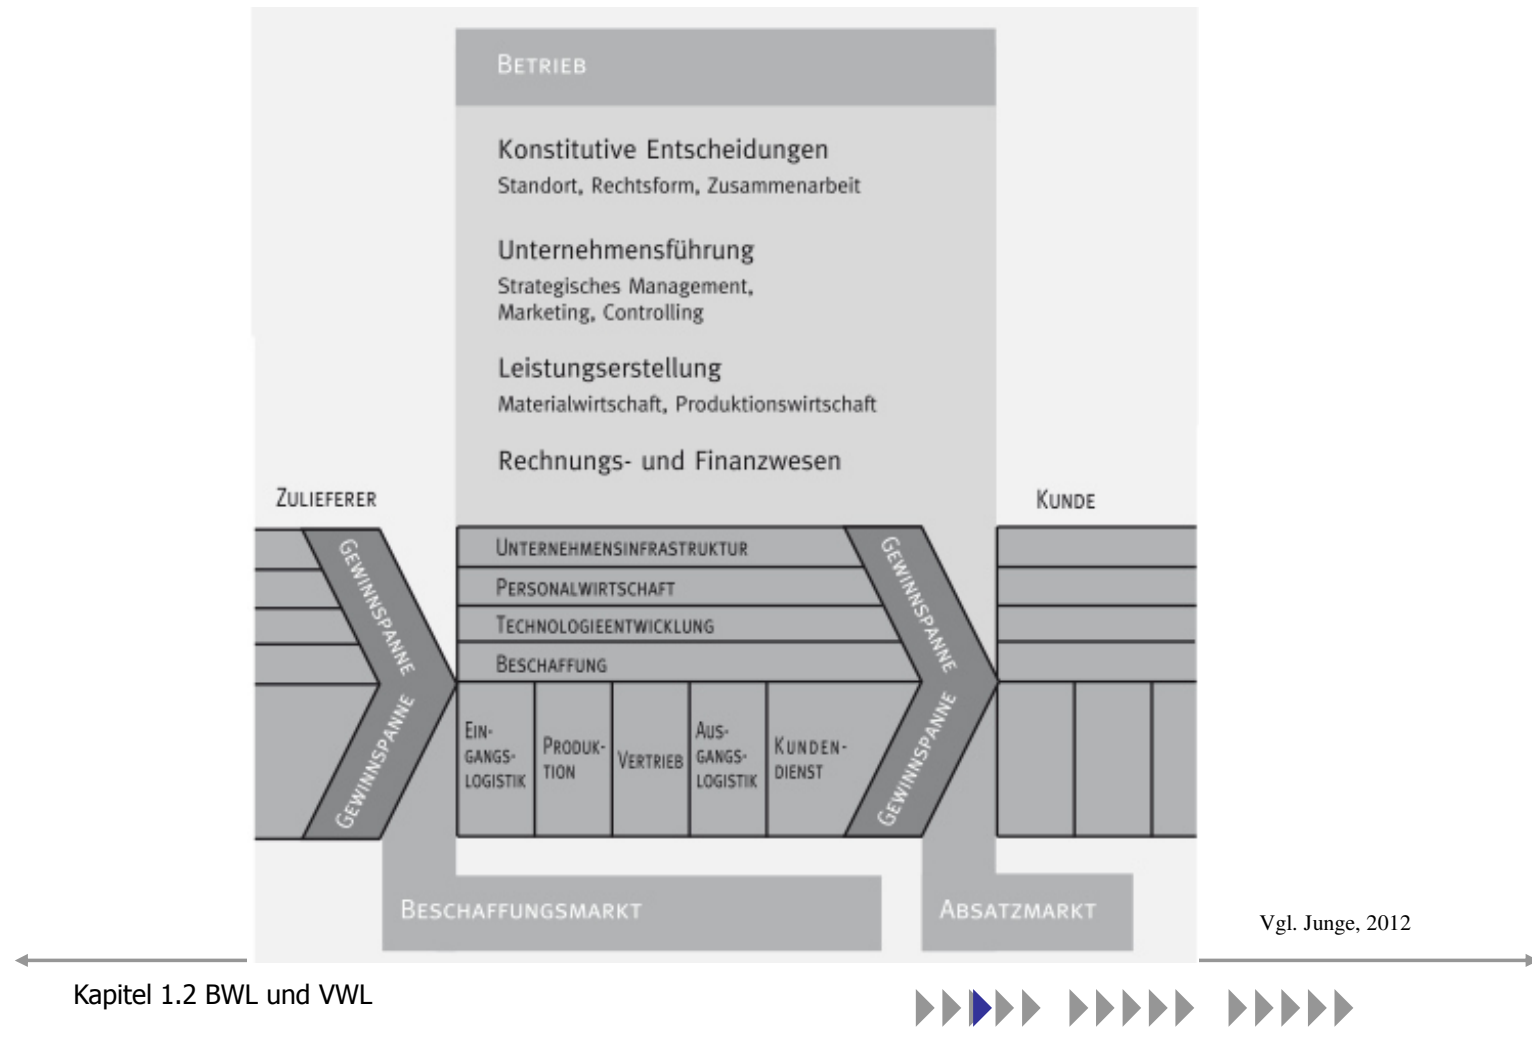 BETRIEB
Konstitutive Entscheidungen
Standort, Rechtsform, Zusammenarbeit
Unternehmensführung
Strategisches Management,
Marketing, Controlling
Leistungserstellung
Materialwirtschaft, Produktionswirtschaft
Rechnungs- und Finanzwesen
ZULIEFERER
KUNDE
GEWINNSPANNE
GEWINNSPANNE
UNTERNEHMENSINFRASTRUKTUR
PERSONALWIRTSCHAFT
TECHNOLOGIEENTWICKLUNG
BESCHAFFUNG
EIN-
GANGS-
LOGISTIK
PRODUK-
TION
VERTRIEB
AUS-
GANGS-
LOGISTIK
KUNDEN-
DIENST
GEWINNSPANNE
GEWINNSPANNE
BESCHAFFUNGSMARKT
ABSATZMARKT
Vgl. Junge, 2012
Kapitel 1.2 BWL und VWL